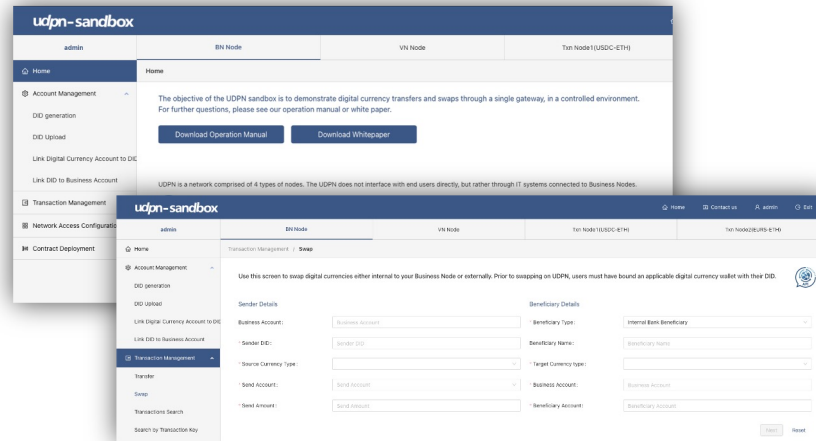 udpn-sandbox
admin
BN Node
VN Node
Txn Node1(USDC-ETH)
Home
Home
Account Management
DID generation
DID Upload
Link Digital Currency Account to DID
Link DID to Business Account
Transaction Management
Network Access Configuratio
Contract Deployment
The objective of the UDPN sandbox is to demonstrate digital currency transfers and swaps through a single gateway, in a controlled environment.
For further questions, please see our operation manual or white paper.
Download Operation Manual
Download Whitepaper
UDPN is a network comprised of 4 types of nodes. The UDPN does not interface with end users directly, but rather through IT systems connected to Business Nodes.
udpn-sandbox
Home
Contact us
admin
Exit
admin
BN Node
VN Node
Txn Node1(USDC-ETH)
Txn Node2(EURS-ETH)
Home
Account Management
DID generation
DID Upload
Link Digital Currency Account to DID
Link DID to Business Account
Transaction Management
Transfer
Swap
Transactions Search
Search by Transaction Key
Transaction Management / Swap
Use this screen to swap digital currencies either internal to your Business Node or externally. Prior to swapping on UDPN, users must have bound an applicable digital currency wallet with their DID.
Sender Details
Business Account: Business Account
* Sender DID: Sender DID
* Source Currency Type:
* Send Account: Send Account
* Send Amount: Send Amount
Beneficiary Details
* Beneficiary Type: Internal Bank Beneficiary
Beneficiary Name: Beneficiary Name
* Target Currency type:
* Business Account: Business Account
* Beneficiary Account: Beneficiary Account
Next
Reset